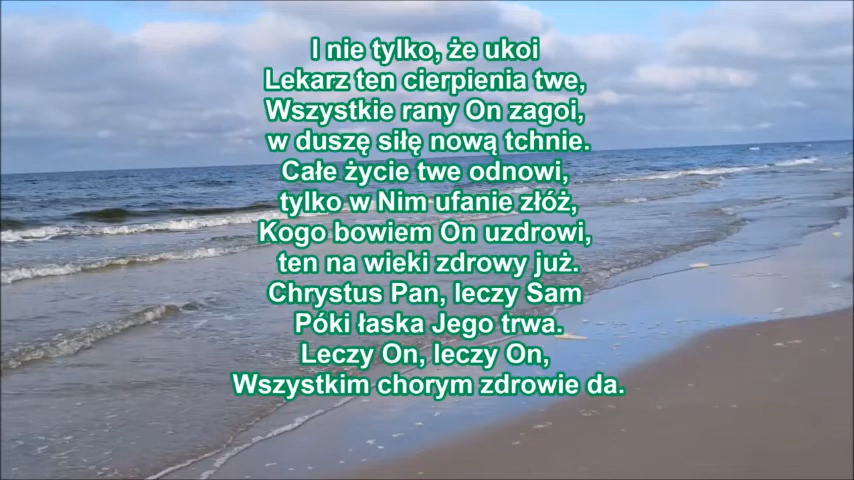 I nie tylko, że ukoi
Lekarz ten cierpienia twe,
Wszystkie rany On zagoi,
w duszę siłę nową tchnie.
Całe życie twe odnowi,
tylko w Nim ufanie złóż,
Kogo bowiem On uzdrowi,
ten na wieki zdrowy już.
Chrystus Pan, leczy Sam
Póki łaska Jego trwa.
Leczy On, leczy On,
Wszystkim chorym zdrowie da.